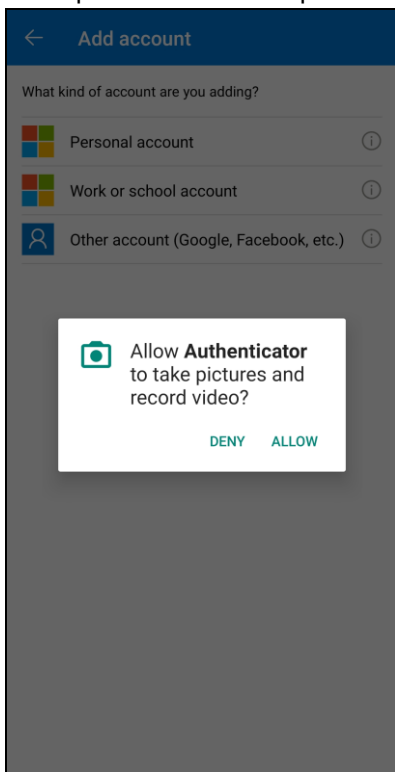 Add account
What kind of account are you adding?
Personal account
Work or school account
Other account (Google, Facebook, etc.)
Allow Authenticator
to take pictures and
record video?
DENY ALLOW